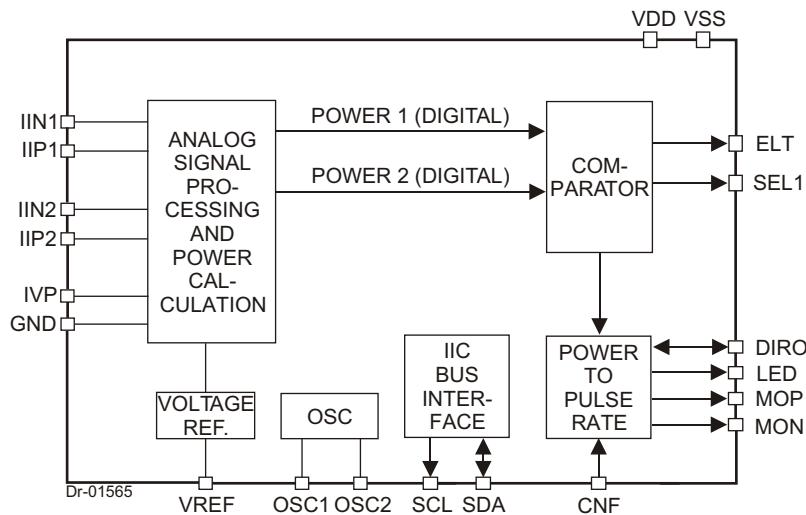 VDD VSS
IIN1
IIP1
IIN2
IIP2
IVP
GND
ANALOG
SIGNAL
PRO-
CESSING
AND
POWER
CAL-
CULATION
POWER 1 (DIGITAL)
POWER 2 (DIGITAL)
COM-
PARATOR
ELT
SEL1
VOLTAGE
REF.
OSC
IIC
BUS
INTER-
FACE
POWER
TO
PULSE
RATE
DIRO
LED
MOP
MON
Dr-01565
VREF OSC1 OSC2 SCL SDA CNF